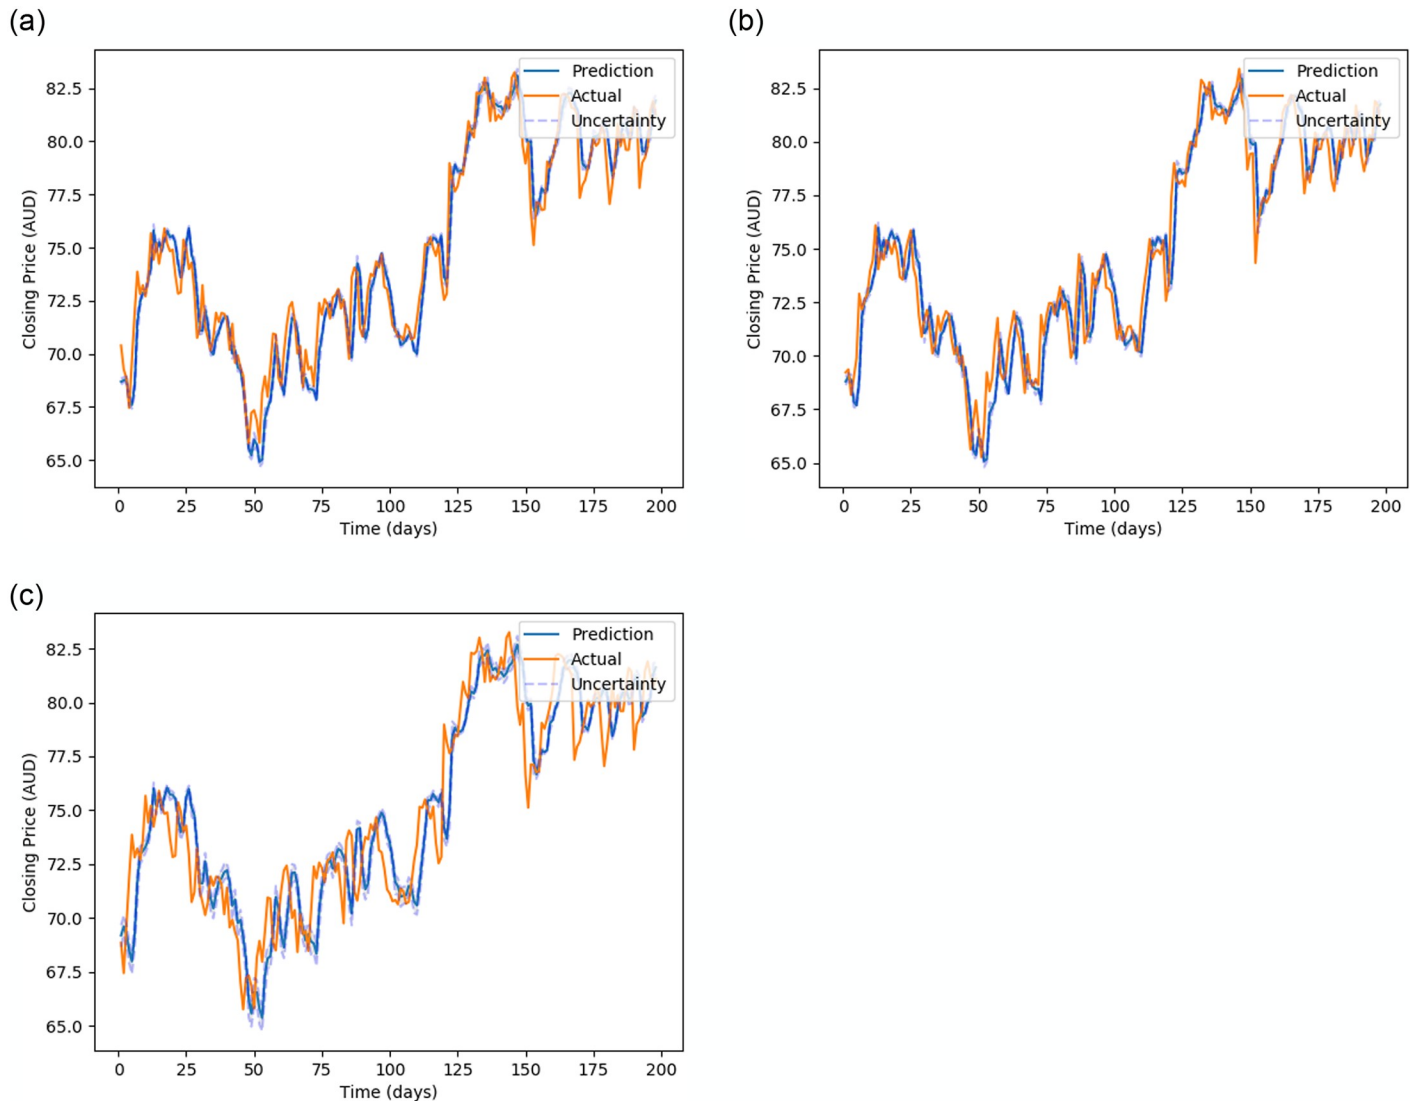 (a)
82.5
80.0
77.5
75.0
72.5
70.0
67.5
65.0
Closing Price (AUD)
Prediction
Actual
Uncertainty
0 25 50 75 100 125 150 175 200
Time (days)
(b)
82.5
80.0
77.5
75.0
72.5
70.0
67.5
65.0
Closing Price (AUD)
Prediction
Actual
Uncertainty
0 25 50 75 100 125 150 175 200
Time (days)
(c)
82.5
80.0
77.5
75.0
72.5
70.0
67.5
65.0
Closing Price (AUD)
Prediction
Actual
Uncertainty
0 25 50 75 100 125 150 175 200
Time (days)